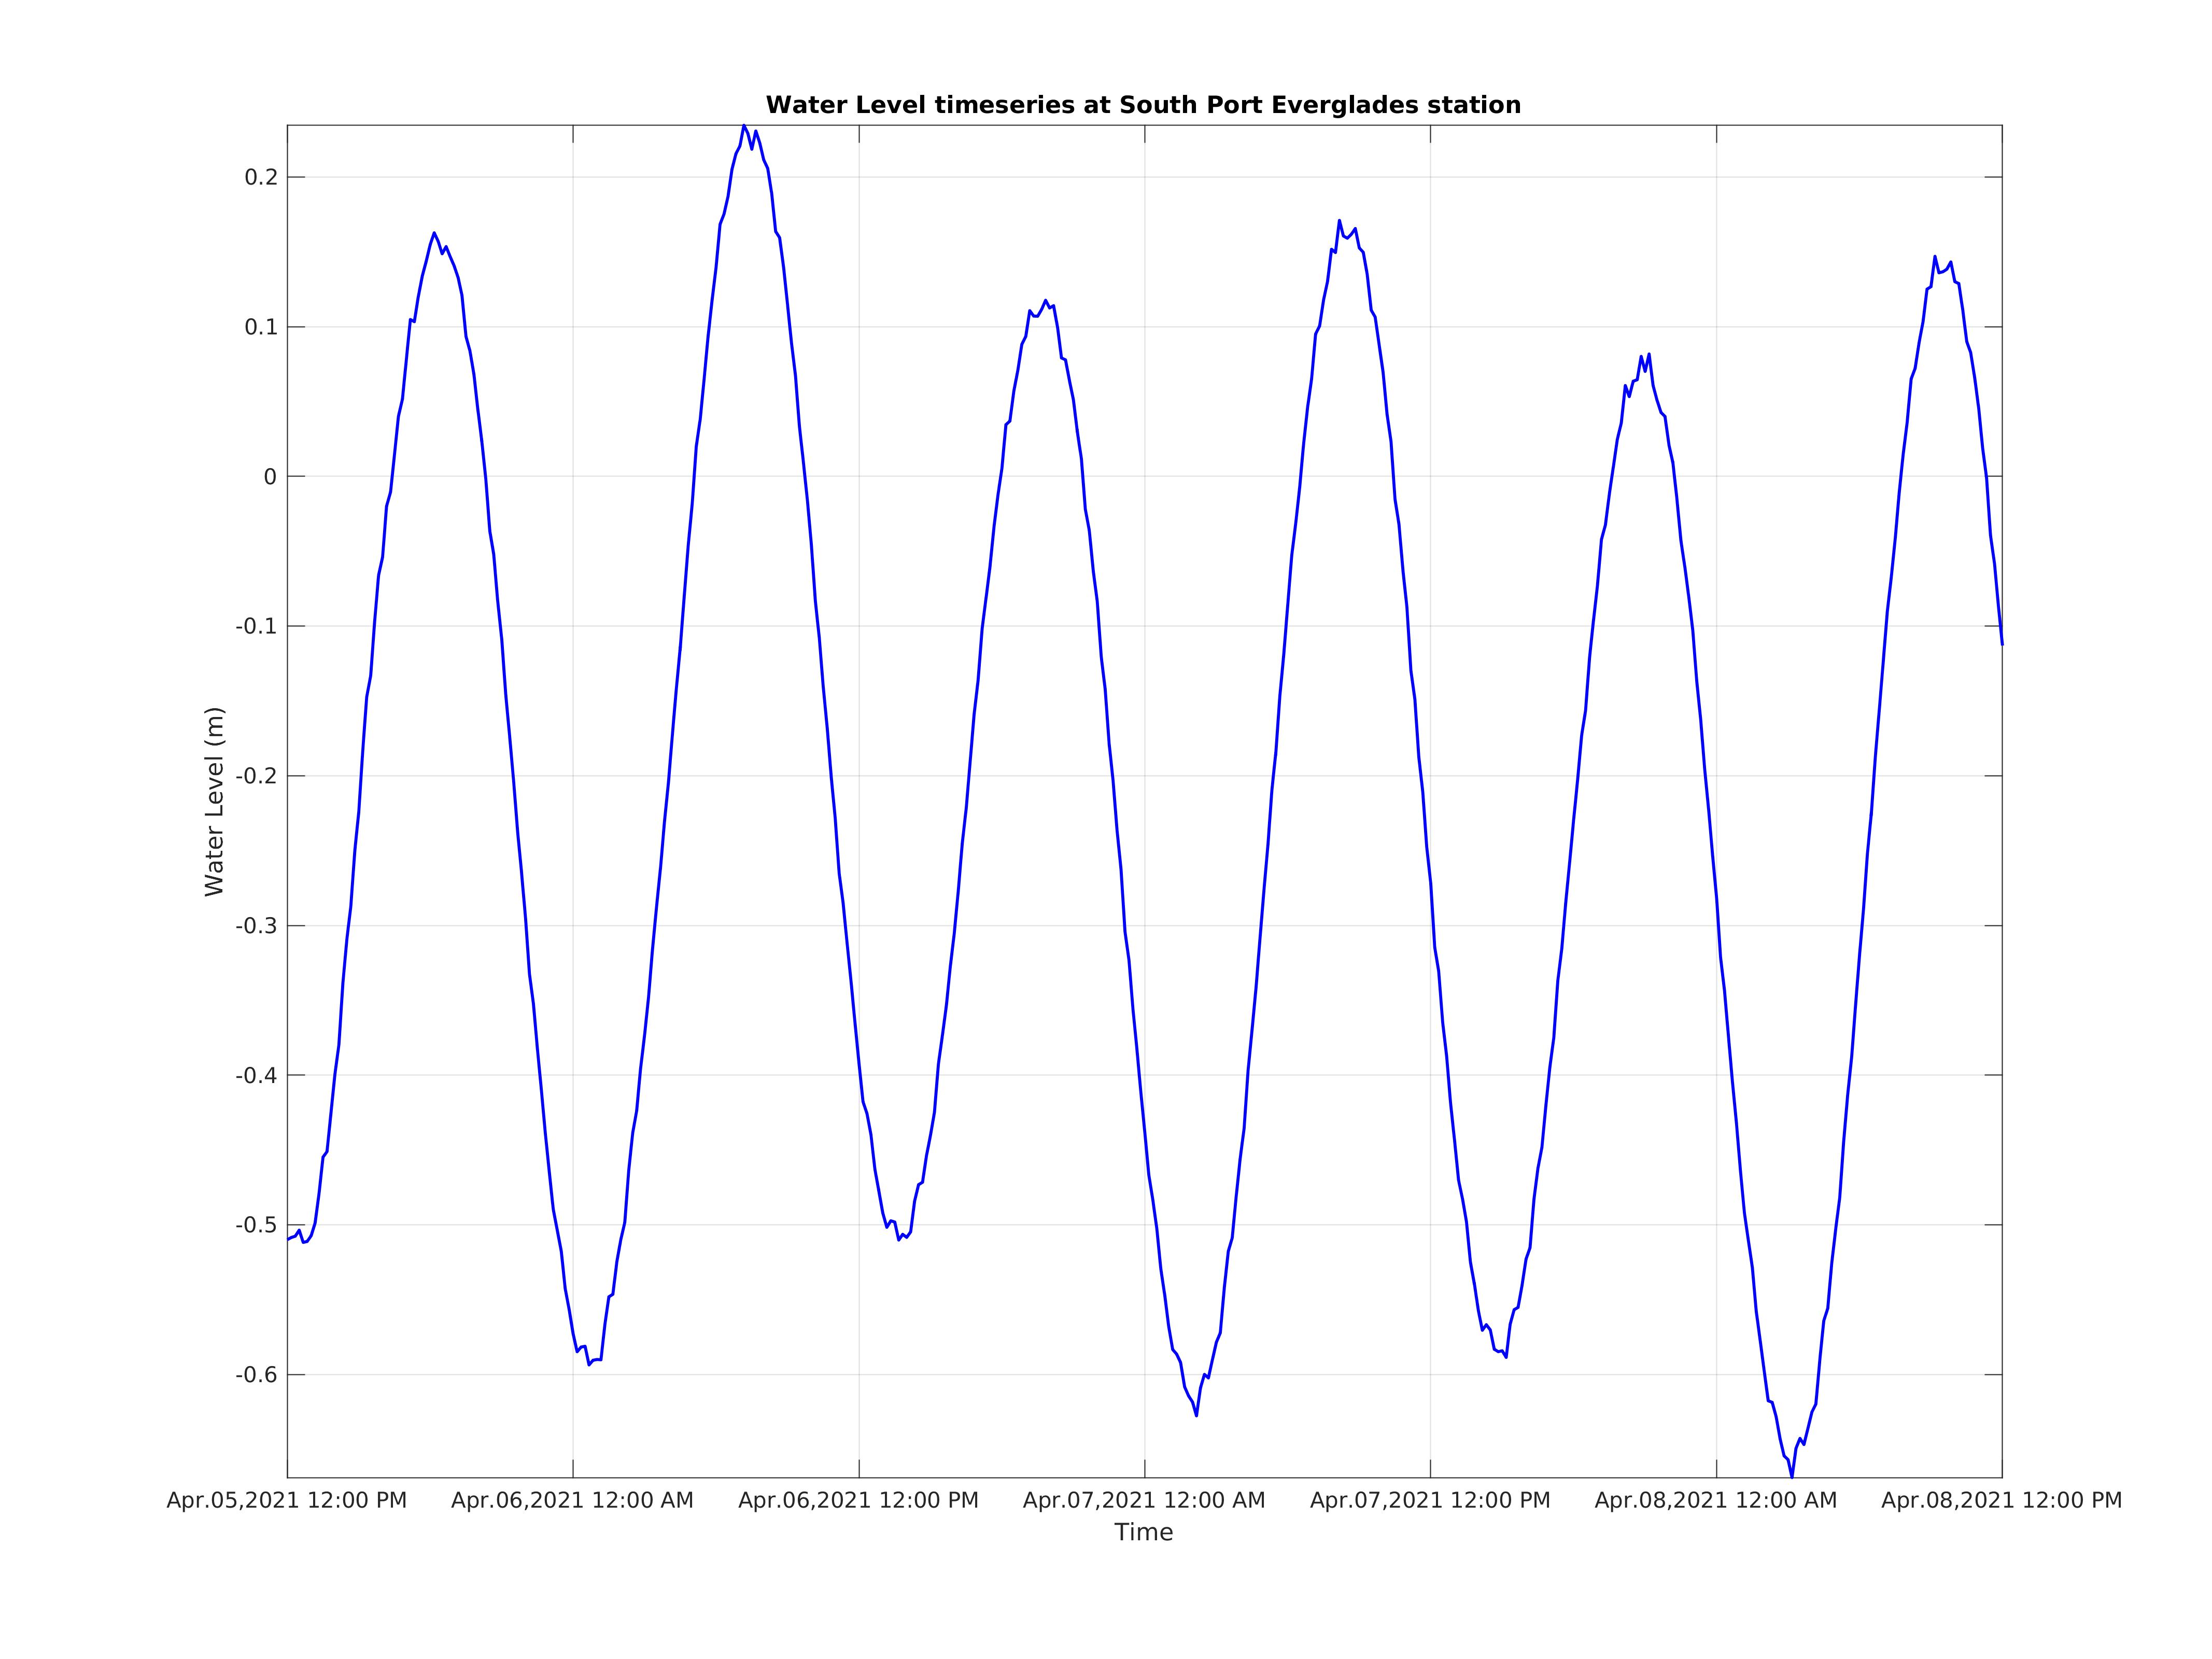 Water Level timeseries at South Port Everglades station
0.2
0.1
0
-0.1
-0.2
-0.3
-0.4
-0.5
-0.6
Water Level (m)
Apr.05,2021 12:00 PM Apr.06,2021 12:00 AM Apr.06,2021 12:00 PM Apr.07,2021 12:00 AM Apr.07,2021 12:00 PM Apr.08,2021 12:00 AM Apr.08,2021 12:00 PM
Time